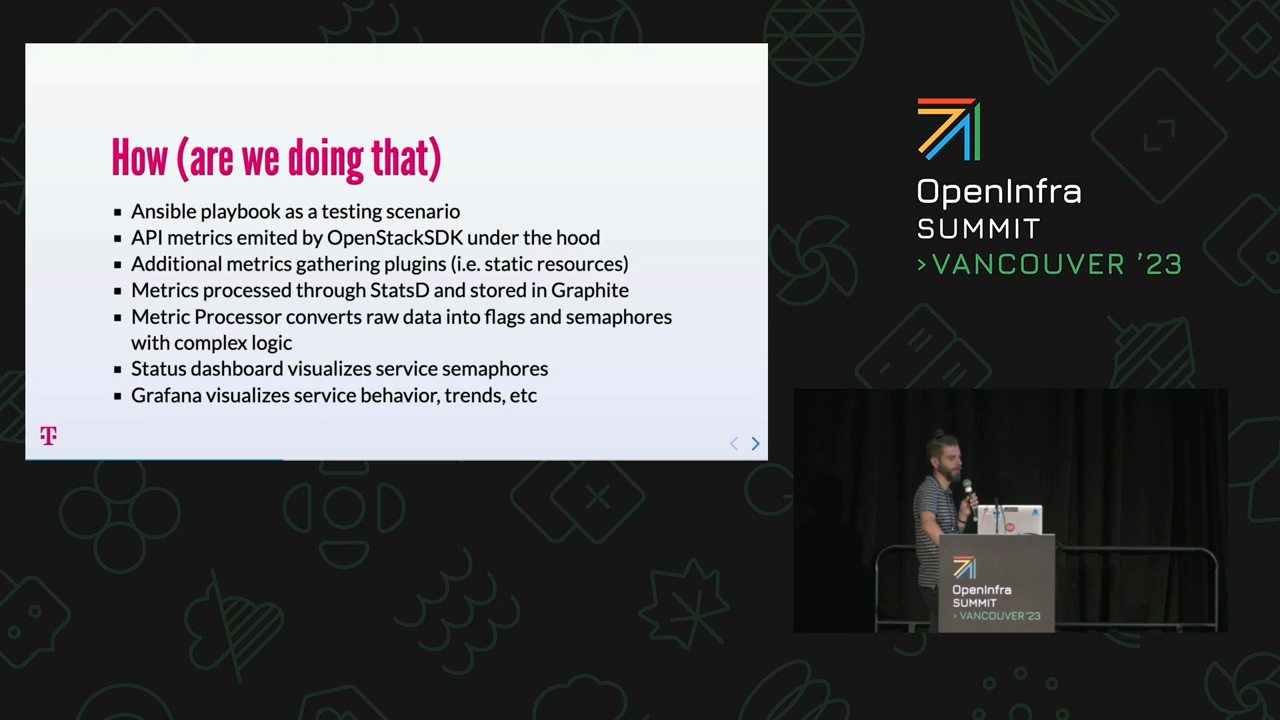 How (are we doing that)
▪ Ansible playbook as a testing scenario
▪ API metrics emited by OpenStackSDK under the hood
▪ Additional metrics gathering plugins (i.e. static resources)
▪ Metrics processed through StatsD and stored in Graphite
▪ Metric Processor converts raw data into flags and semaphores
with complex logic
▪ Status dashboard visualizes service semaphores
▪ Grafana visualizes service behavior, trends, etc
T
OpenInfra
SUMMIT
>VANCOUVER '23
OpenInfra
SUMMIT
>VANCOUVER '23